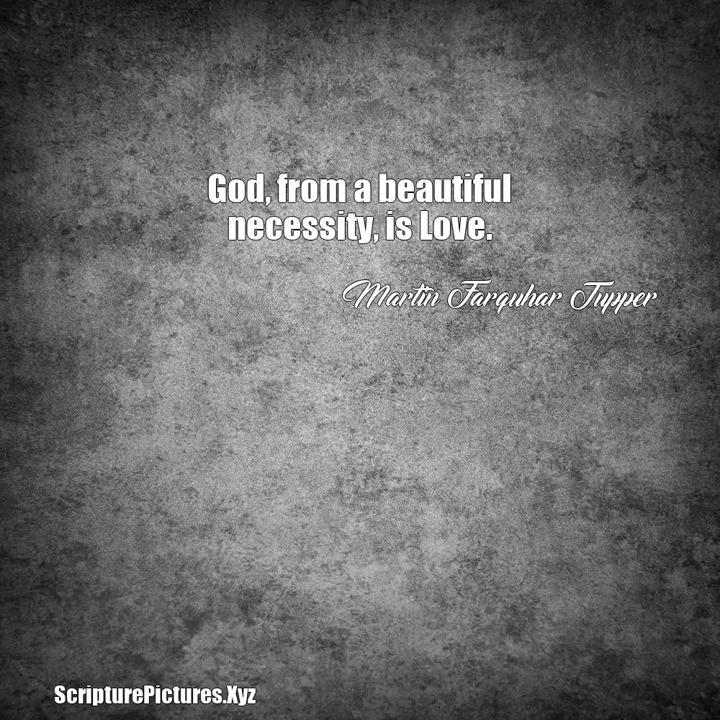 God, from a beautiful
necessity, is Love.
Martin Farquhar Tupper
ScripturePictures.Xyz